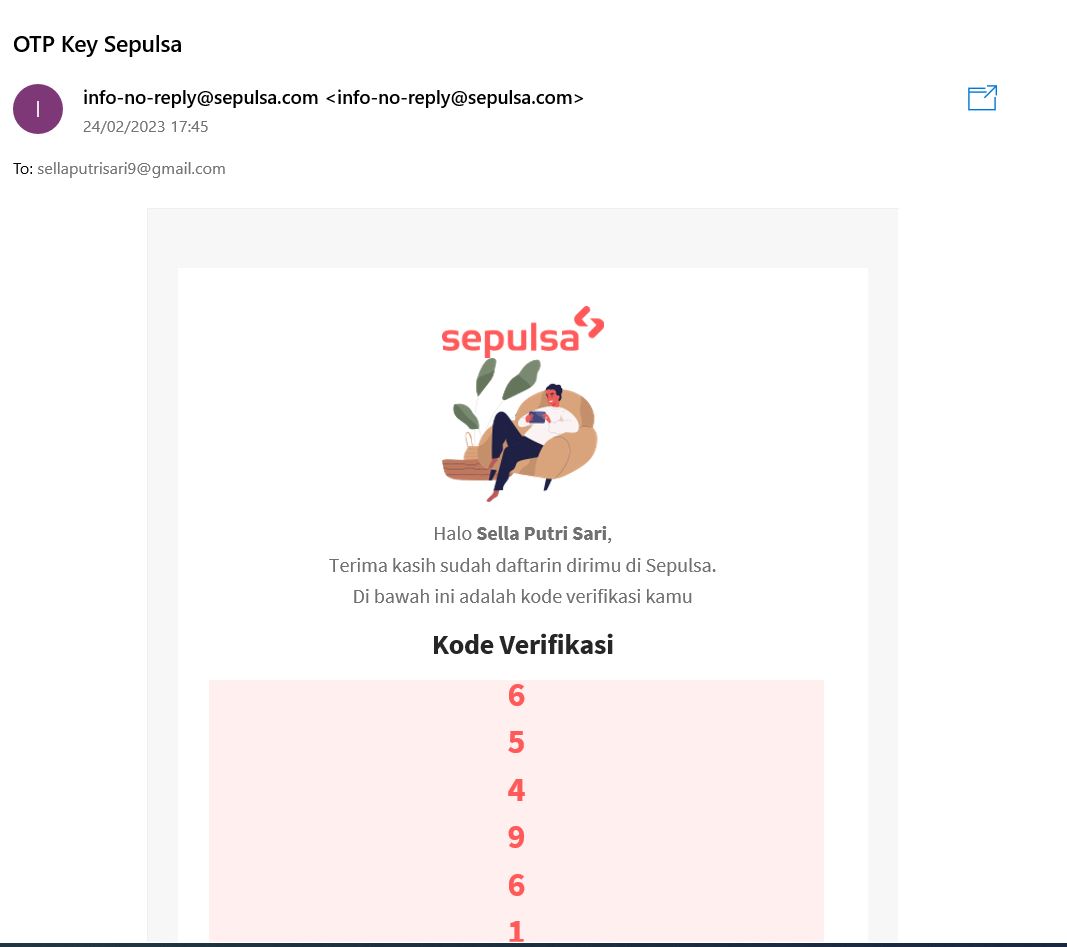 OTP Key Sepulsa
I
info-no-reply@sepulsa.com <info-no-reply@sepulsa.com>
24/02/2023 17:45
To: sellaputrisari9@gmail.com
sepulsa
Halo Sella Putri Sari,
Terima kasih sudah daftarin dirimu di Sepulsa.
Di bawah ini adalah kode verifikasi kamu
Kode Verifikasi
6
5
4
9
6
1